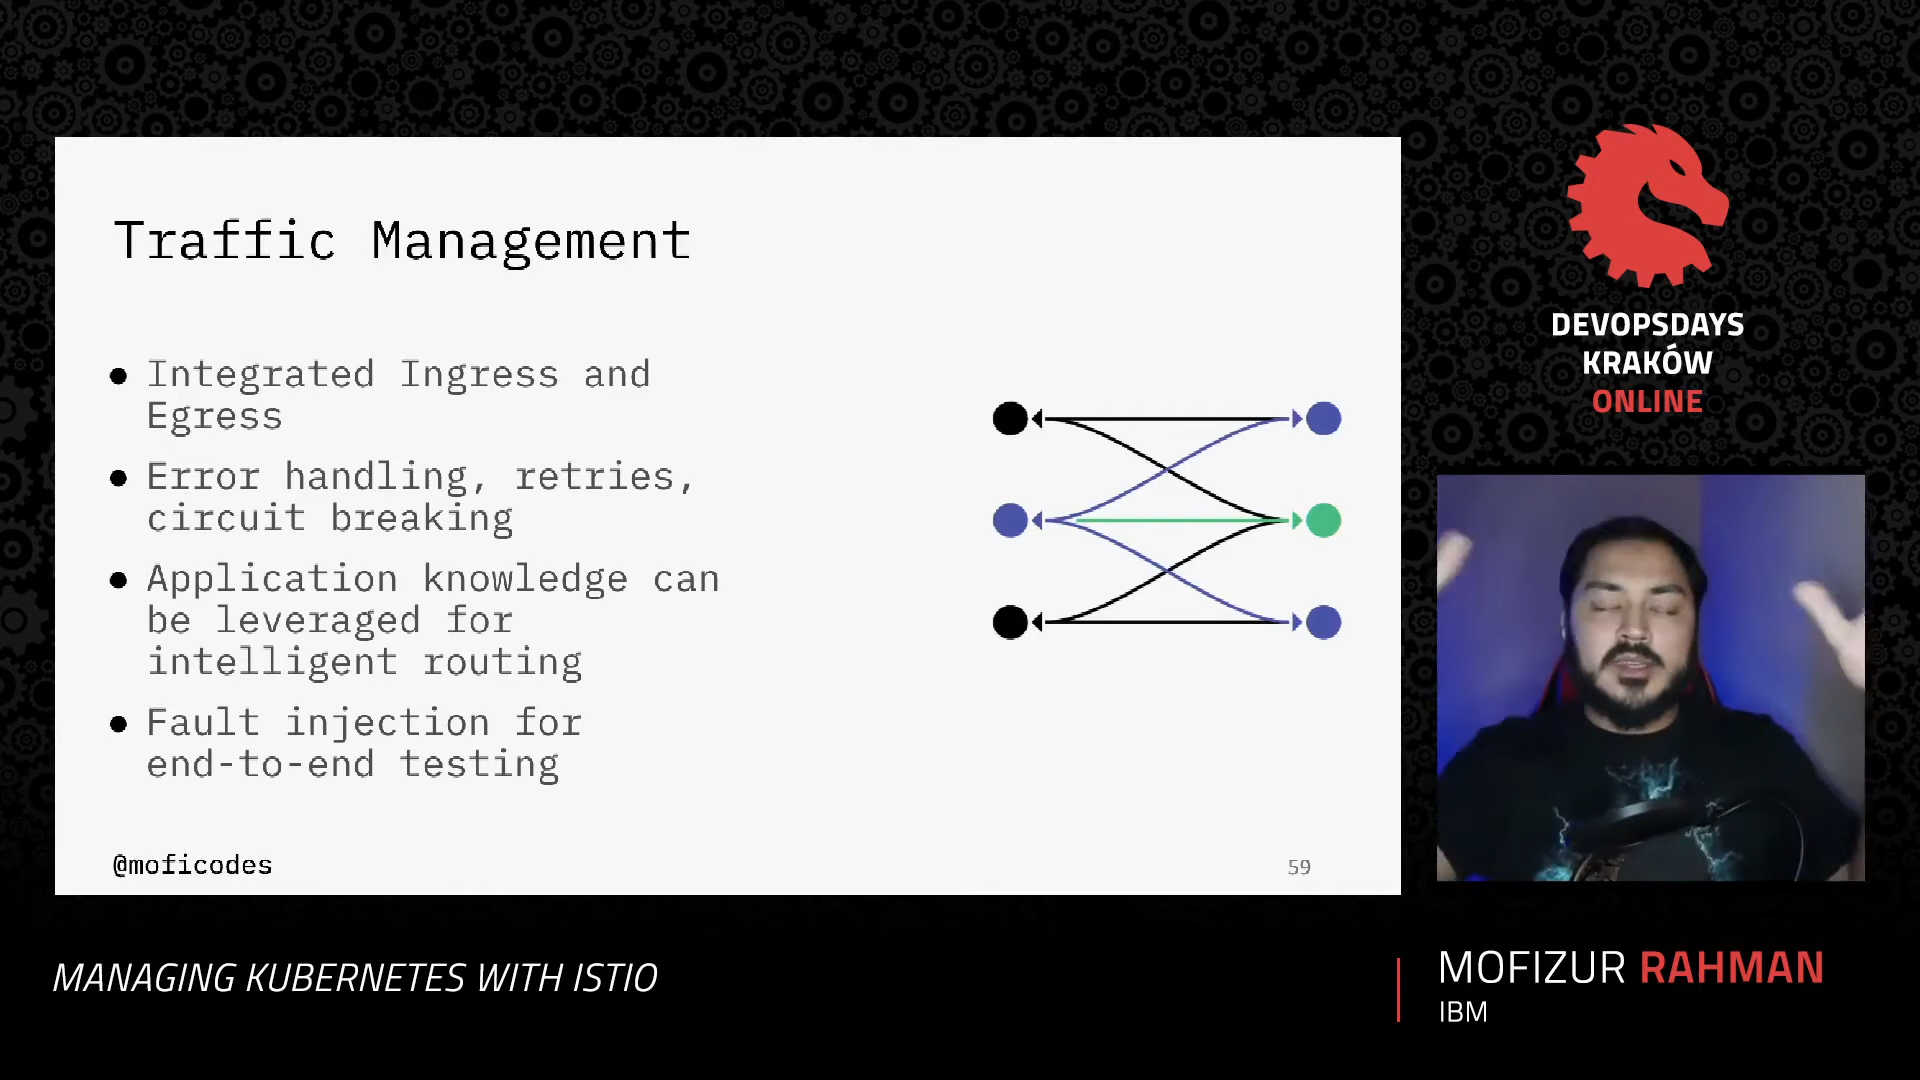 Traffic Management
● Integrated Ingress and
Egress
● Error handling, retries,
circuit breaking
● Application knowledge can
be leveraged for
intelligent routing
● Fault injection for
end-to-end testing
@moficodes
59
DEVOPSDAYS
KRAKÓW
ONLINE
MANAGING KUBERNETES WITH ISTIO
MOFIZUR RAHMAN
IBM